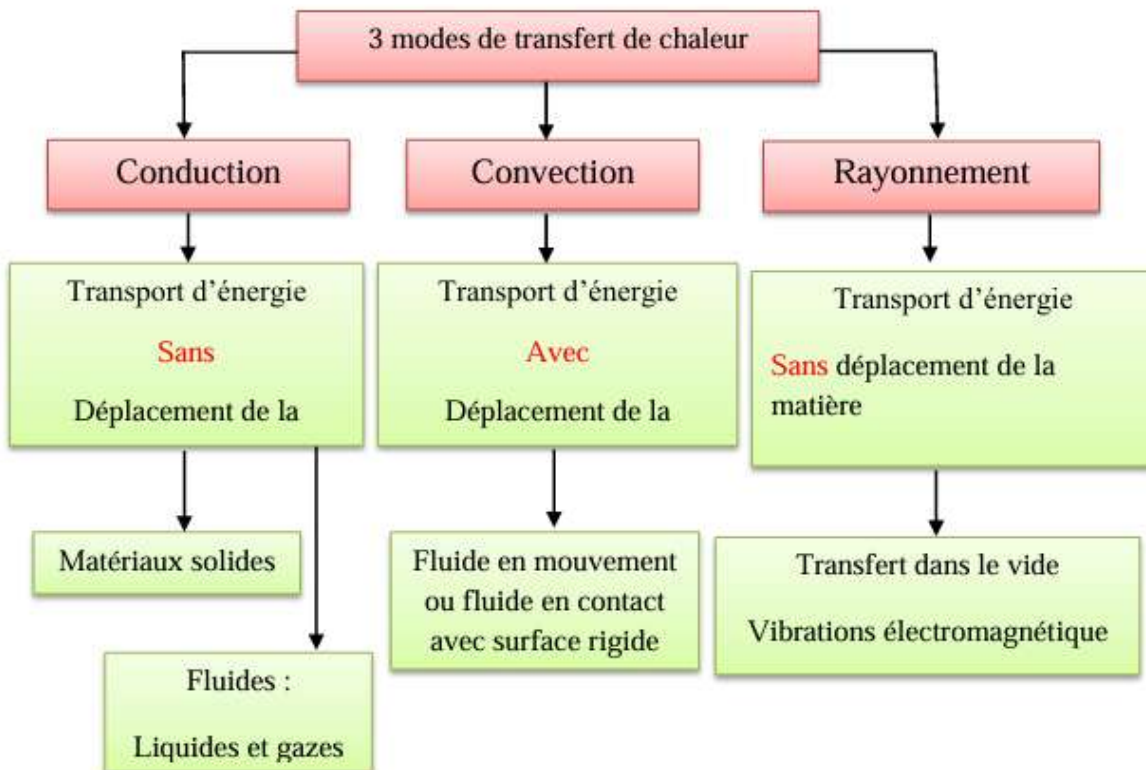 3 modes de transfert de chaleur
Conduction
Convection
Rayonnement
Transport d’énergie
Sans
Déplacement de la
Transport d’énergie
Avec
Déplacement de la
Transport d’énergie
Sans déplacement de la
matière
Matériaux solides
Fluides :
Liquides et gazes
Fluide en mouvement
ou fluide en contact
avec surface rigide
Transfert dans le vide
Vibrations électromagnétique